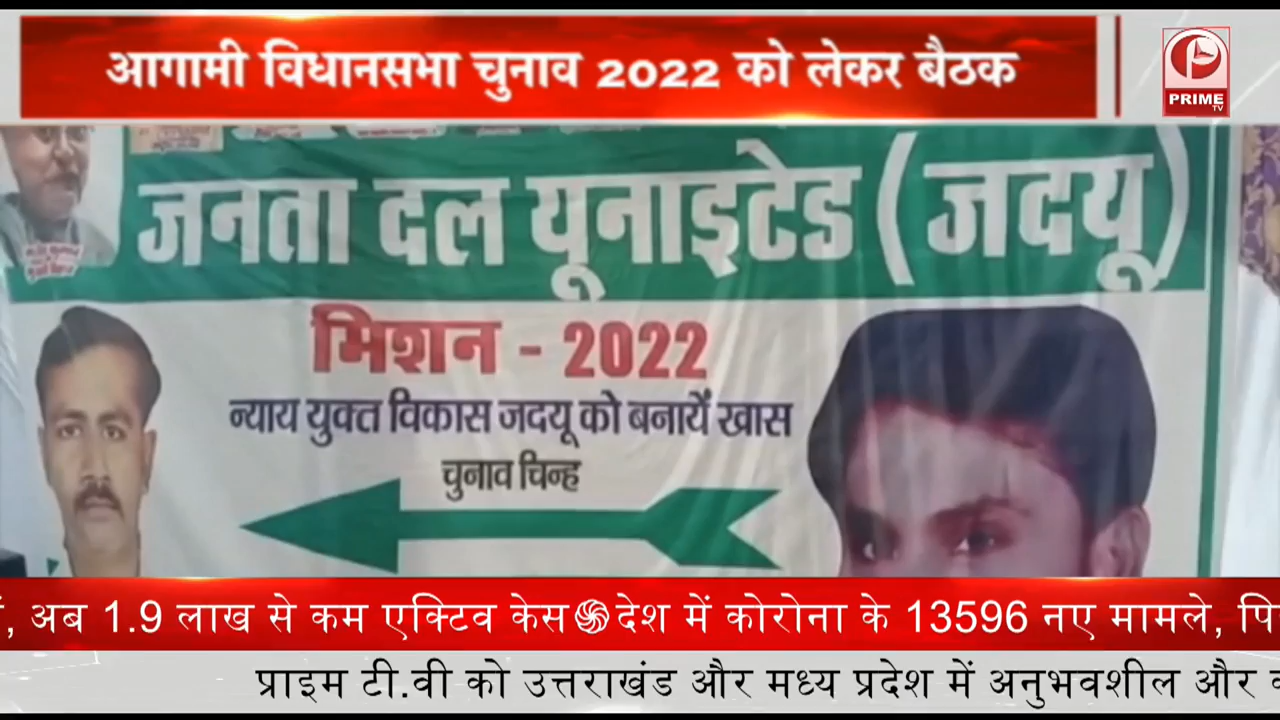 आगामी विधानसभा चुनाव 2022 को लेकर बैठक
PRIME
TV
जनता दल यूनाइटेड (जदयू)
मिशन - 2022
न्याय युक्त विकास जदयू को बनायें खास
चुनाव चिन्ह
, अब 1.9 लाख से कम एक्टिव केस देश में कोरोना के 13596 नए मामले, पि
प्राइम टी.वी को उत्तराखंड और मध्य प्रदेश में अनुभवशील और